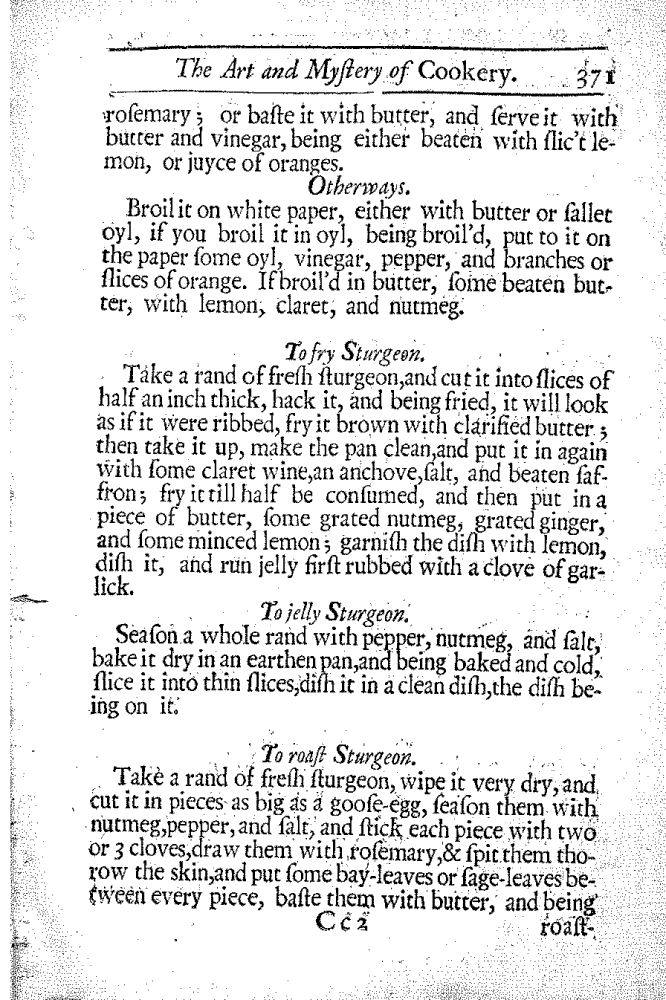 The Art and Myſtery of Cookery. 371
roſemary; or baſte it with butter, and ſerve it with
butter and vinegar, being either beaten with ſlic't le-
mon, or juyce of oranges.
Otherways.
Broil it on white paper, either with butter or ſallet
oyl, if you broil it in oyl, being broil'd, put to it on
the paper ſome oyl, vinegar, pepper, and branches or
ſlices of orange. If broil'd in butter, ſome beaten but-
ter, with lemon, claret, and nutmeg.
To fry Sturgeon.
Take a rand of freſh ſturgeon, and cut it into ſlices of
half an inch thick, hack it, and being fried, it will look
as if it were ribbed, fry it brown with clarified butter;
then take it up, make the pan clean, and put it in again
with ſome claret wine, an anchove, ſalt, and beaten ſaf-
fron; fry it till half be conſumed, and then put in a
piece of butter, ſome grated nutmeg, grated ginger,
and ſome minced lemon; garniſh the diſh with lemon,
diſh it, and run jelly firſt rubbed with a clove of gar-
lick.
To jelly Sturgeon.
Seaſon a whole rand with pepper, nutmeg, and ſalt,
bake it dry in an earthen pan, and being baked and cold,
ſlice it into thin ſlices, diſh it in a clean diſh, the diſh be-
ing on it.
To roaſt Sturgeon.
Take a rand of freſh ſturgeon, wipe it very dry, and
cut it in pieces as big as a gooſe-egg, ſeaſon them with
nutmeg, pepper, and ſalt, and ſtick each piece with two
or 3 cloves, draw them with roſemary, & ſpit them tho-
row the skin, and put ſome bay-leaves or ſage-leaves be-
tween every piece, baſte them with butter, and being
C c 2 roaſt-